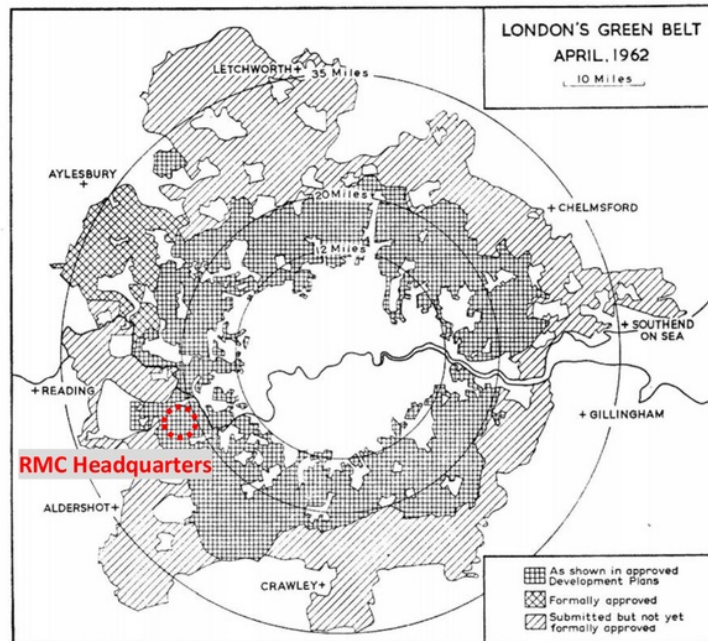 LONDON'S GREEN BELT
APRIL, 1962
10 Miles
LETCHWORTH
35 Miles
AYLESBURY
20 Miles
CHELMSFORD
12 Miles
SOUTHEND
ON SEA
READING
GILLINGHAM
RMC Headquarters
ALDERSHOT
CRAWLEY
As shown in approved
Development Plans
Formally approved
Submitted but not yet
formally approved